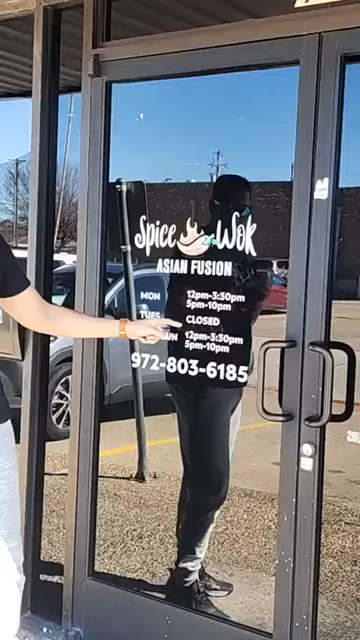 Spice Wok
ASIAN FUSION
MON 12pm-3:30pm
5pm-10pm
TUES CLOSED
12pm-3:30pm
5pm-10pm
972-803-6185